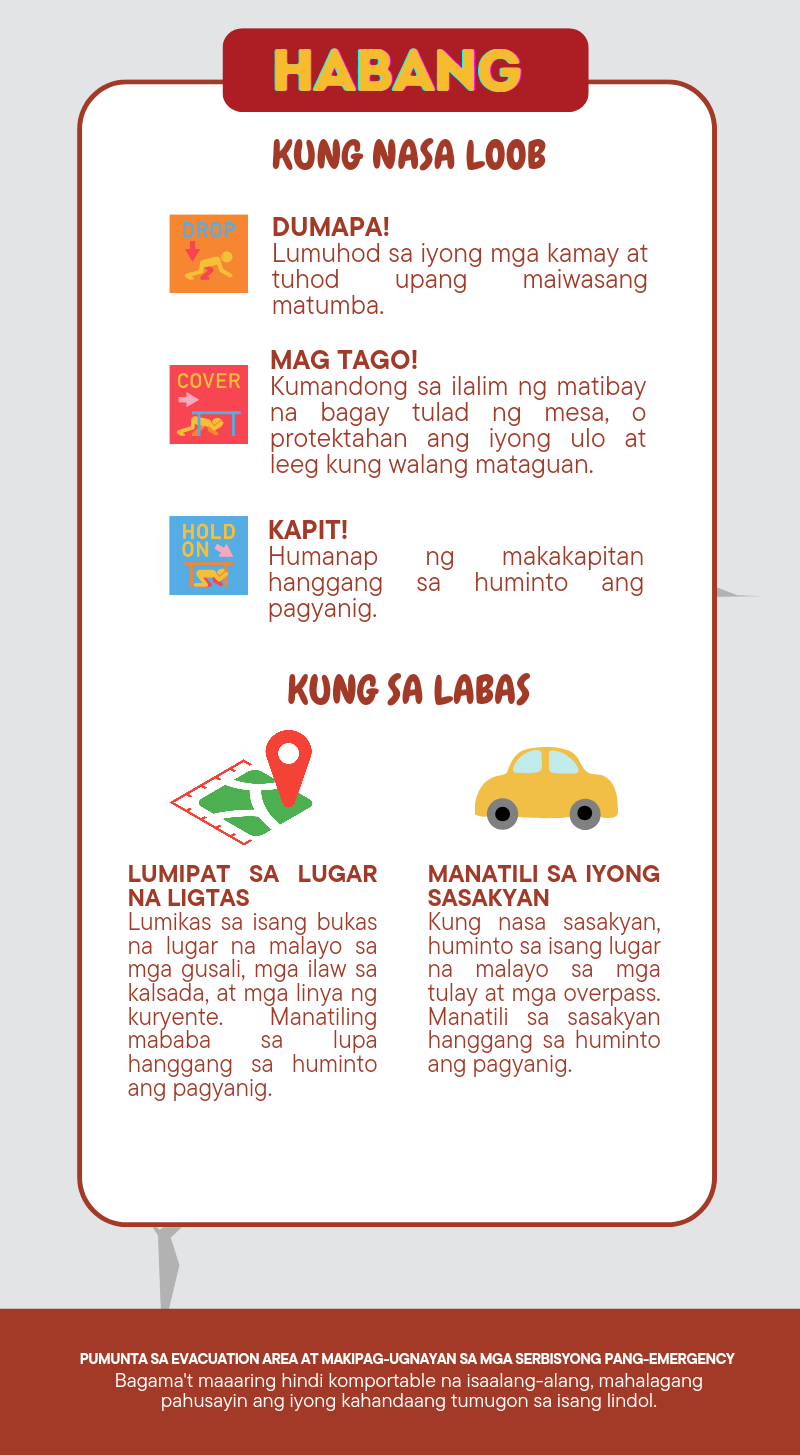 HABANG
KUNG NASA LOOB
DROP
DUMAPA!
Lumuhod sa iyong mga kamay at
tuhod upang maiwasang
matumba.
COVER
MAG TAGO!
Kumandong sa ilalim ng matibay
na bagay tulad ng mesa, o
protektahan ang iyong ulo at
leeg kung walang mataguan.
HOLD
ON
KAPIT!
Humanap ng makakapitan
hanggang sa huminto ang
pagyanig.
KUNG SA LABAS
LUMIPAT SA LUGAR
NA LIGTAS
Lumikas sa isang bukas
na lugar na malayo sa
mga gusali, mga ilaw sa
kalsada, at mga linya ng
kuryente. Manatiling
mababa sa lupa
hanggang sa huminto
ang pagyanig.
MANATILI SA IYONG
SASAKYAN
Kung nasa sasakyan,
huminto sa isang lugar
na malayo sa mga
tulay at mga overpass.
Manatili sa sasakyan
hanggang sa huminto
ang pagyanig.
PUMUNTA SA EVACUATION AREA AT MAKIPAG-UGNAYAN SA MGA SERBISYONG PANG-EMERGENCY
Bagama't maaaring hindi komportable na isaalang-alang, mahalagang
pahusayin ang iyong kahandaang tumugon sa isang lindol.